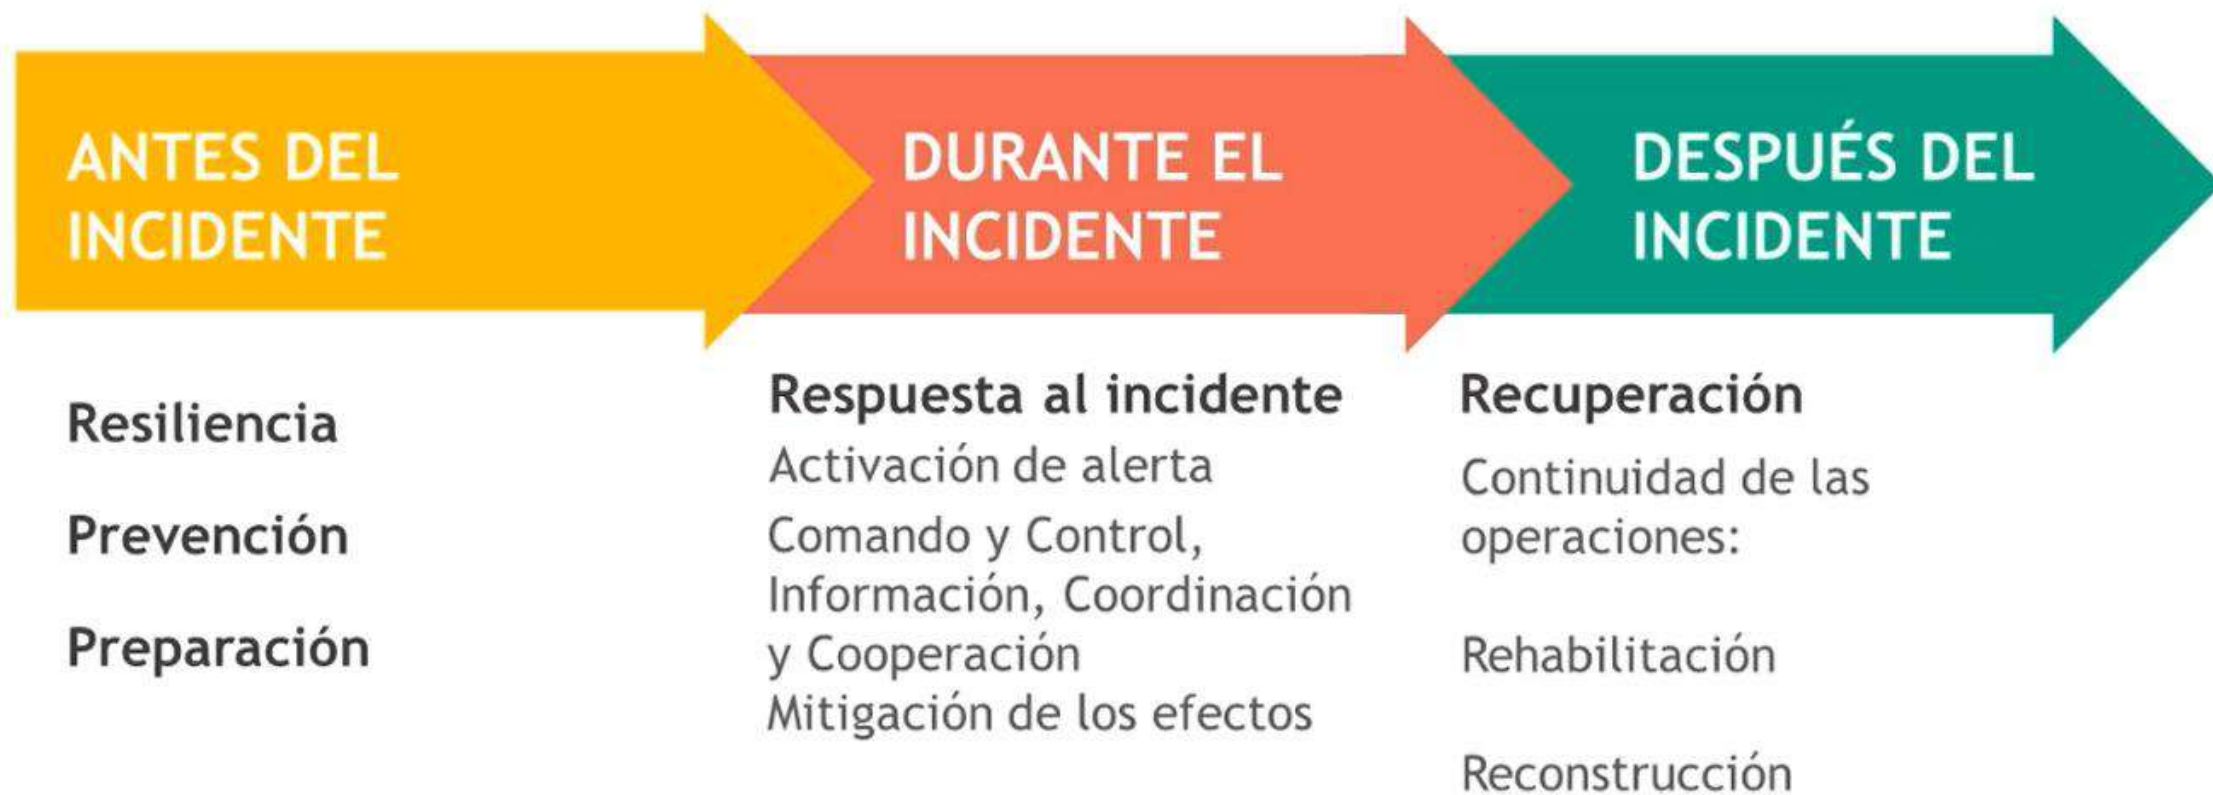 ANTES DEL
INCIDENTE
Resiliencia
Prevención
Preparación
DURANTE EL
INCIDENTE
Respuesta al incidente
Activación de alerta
Comando y Control,
Información, Coordinación
y Cooperación
Mitigación de los efectos
DESPUÉS DEL
INCIDENTE
Recuperación
Continuidad de las
operaciones:
Rehabilitación
Reconstrucción